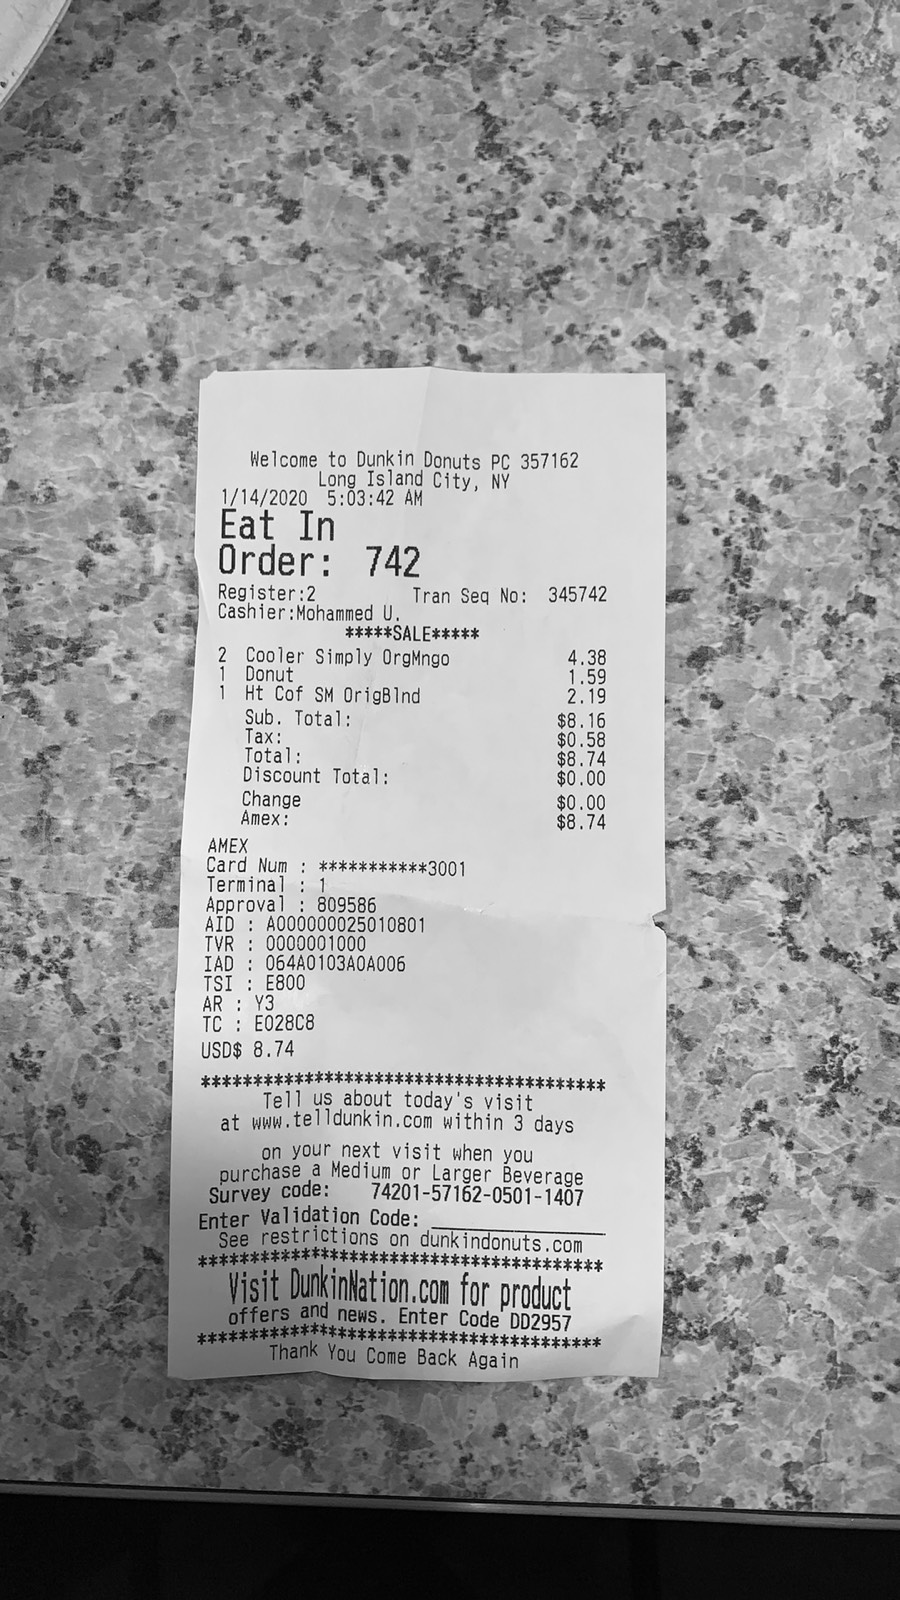 Welcome to Dunkin Donuts PC 357162
Long Island City, NY
1/14/2020 5:03:42 AM
Eat In
Order: 742
Register:2 Tran Seq No: 345742
Cashier:Mohammed U.
*****SALE*****
2 Cooler Simply OrgMngo 4.38
1 Donut 1.59
1 Ht Cof SM OrigBlnd 2.19
Sub. Total: $8.16
Tax: $0.58
Total: $8.74
Discount Total: $0.00
Change $0.00
Amex: $8.74
AMEX
Card Num : ***********3001
Terminal : 1
Approval : 809586
AID : A000000025010801
TVR : 0000001000
IAD : 064A0103A0A006
TSI : E800
AR : Y3
TC : E028C8
USD$ 8.74
****************************************
Tell us about today's visit
at www.telldunkin.com within 3 days
on your next visit when you
purchase a Medium or Larger Beverage
Survey code: 74201-57162-0501-1407
Enter Validation Code: _______________
See restrictions on dunkindonuts.com
****************************************
Visit DunkinNation.com for product
offers and news. Enter Code DD2957
****************************************
Thank You Come Back Again